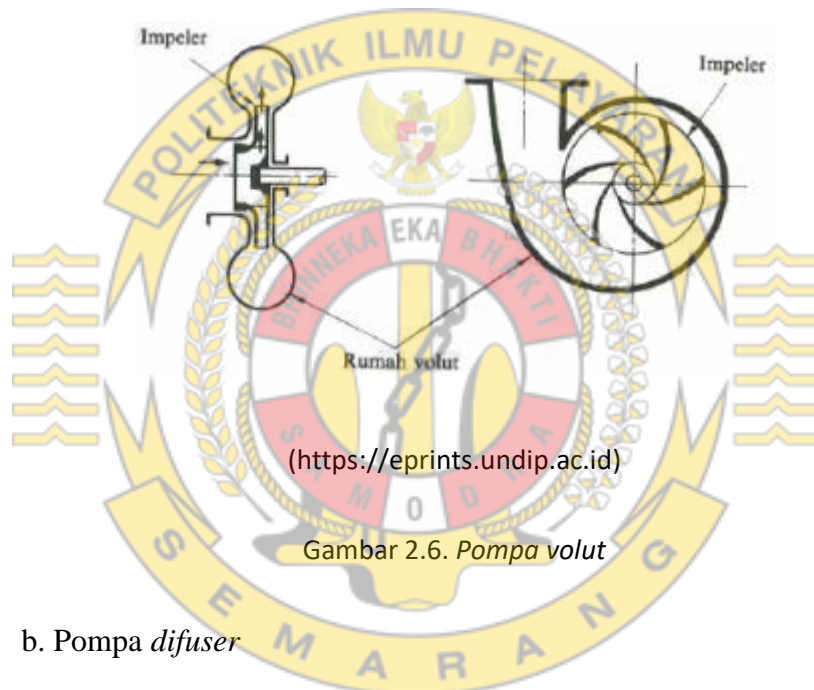 Impeler
Impeler
POLITEKNIK ILMU PELAYARAN
BHINNEKA EKA BHAKTI
Rumah volut
SAMODRA
(https://eprints.undip.ac.id)
Gambar 2.6. Pompa volut
SEMARANG
b. Pompa difuser